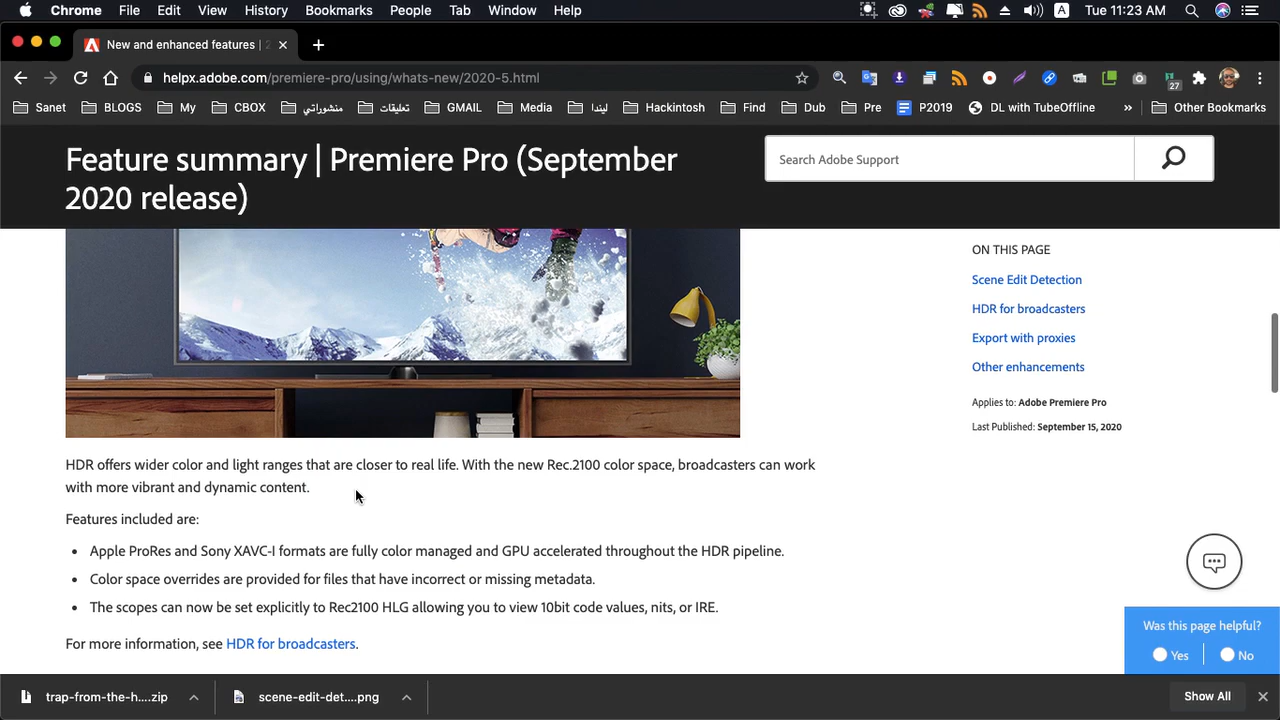 Chrome File Edit View History Bookmarks People Tab Window Help A Tue 11:23 AM
New and enhanced features | 2
helpx.adobe.com/premiere-pro/using/whats-new/2020-5.html 27
Sanet BLOGS My CBOX منشوراتي تعليقات GMAIL Media ليندا Hackintosh Find Dub Pre P2019 DL with TubeOffline » Other Bookmarks
Feature summary | Premiere Pro (September
2020 release)
Search Adobe Support
ON THIS PAGE
Scene Edit Detection
HDR for broadcasters
Export with proxies
Other enhancements
Applies to: Adobe Premiere Pro
Last Published: September 15, 2020
HDR offers wider color and light ranges that are closer to real life. With the new Rec.2100 color space, broadcasters can work
with more vibrant and dynamic content.
Features included are:
• Apple ProRes and Sony XAVC-I formats are fully color managed and GPU accelerated throughout the HDR pipeline.
• Color space overrides are provided for files that have incorrect or missing metadata.
• The scopes can now be set explicitly to Rec2100 HLG allowing you to view 10bit code values, nits, or IRE.
For more information, see HDR for broadcasters.
Was this page helpful?
Yes No
trap-from-the-h....zip scene-edit-det....png Show All